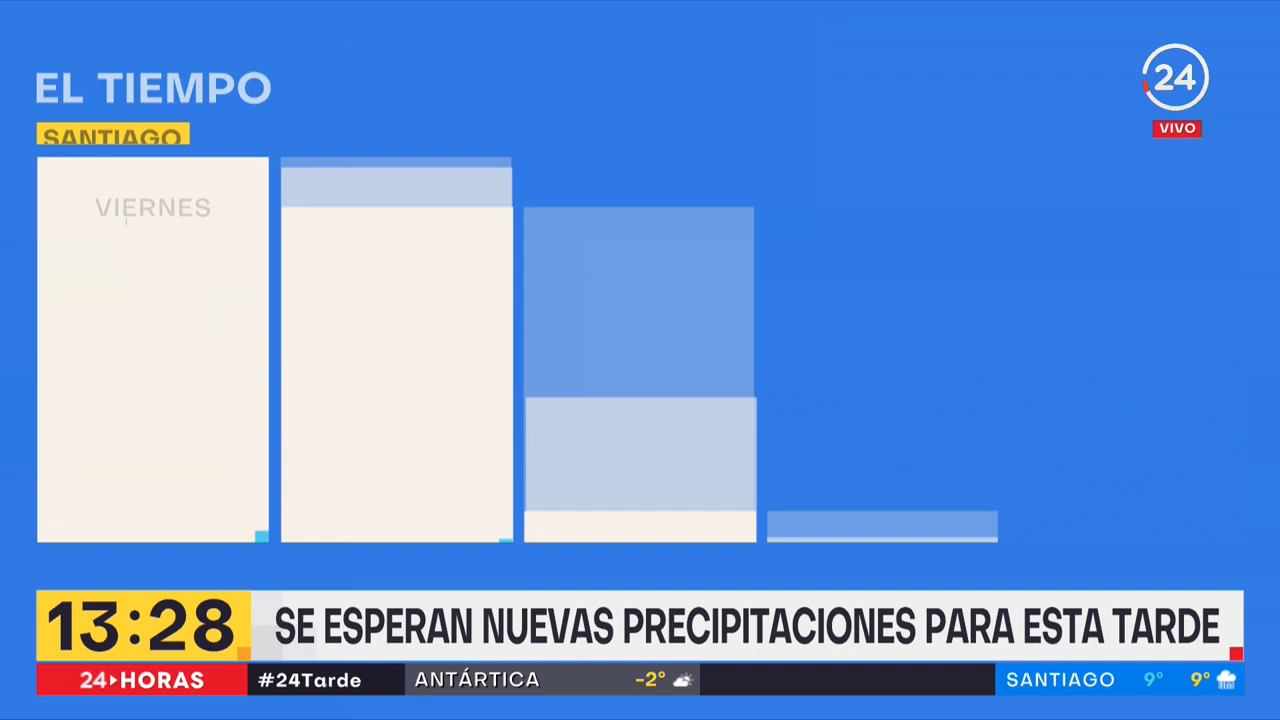 EL TIEMPO
24
VIVO
SANTIAGO
VIERNES
13:28
SE ESPERAN NUEVAS PRECIPITACIONES PARA ESTA TARDE
24 HORAS
#24Tarde
ANTÁRTICA -2°
SANTIAGO 9° 9°